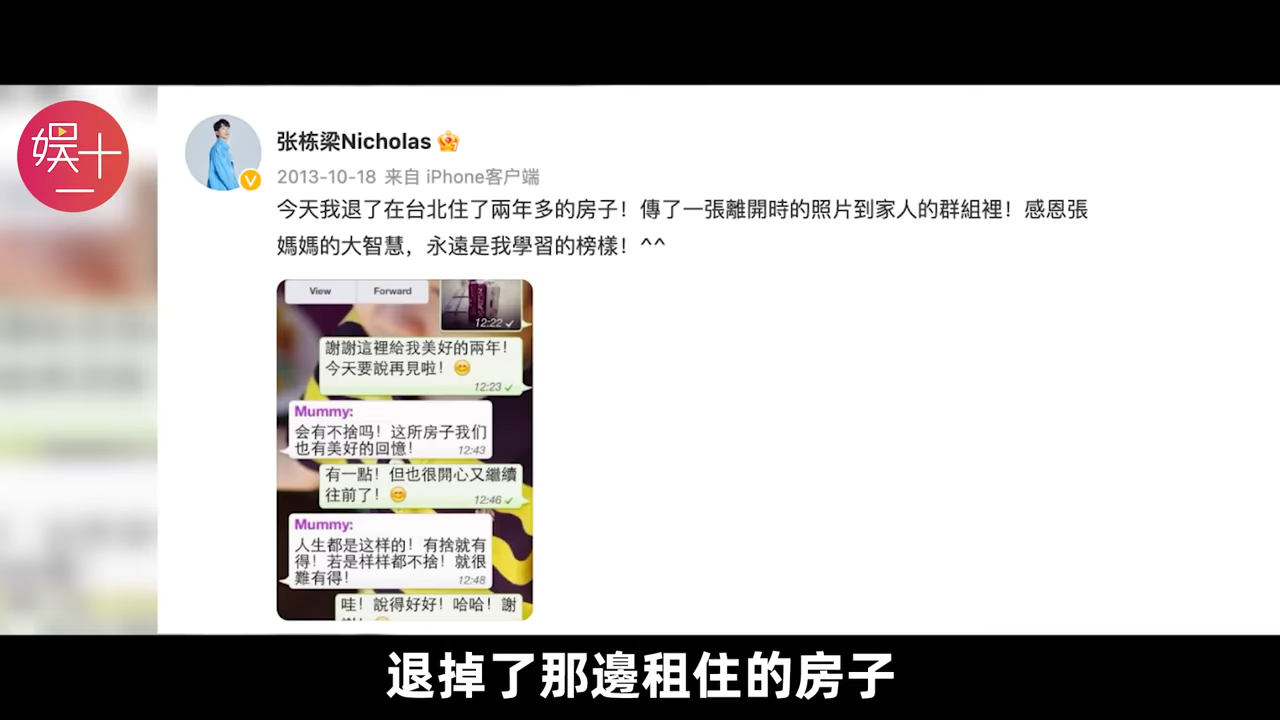 娱十一
张栋梁Nicholas
2013-10-18 来自 iPhone客户端
今天我退了在台北住了兩年多的房子！傳了一張離開時的照片到家人的群組裡！感恩張
媽媽的大智慧，永遠是我學習的榜樣！^^
View Forward
12:22
謝謝這裡給我美好的兩年！
今天要說再見啦！😊
12:23
Mummy:
会有不捨吗！这所房子我们
也有美好的回憶！
12:43
有一點！但也很開心又繼續
往前了！😊
12:46
Mummy:
人生都是这样的！有捨就有
得！若是样样都不捨！就很
難有得！
12:48
哇！說得好好！哈哈！謝
退掉了那邊租住的房子